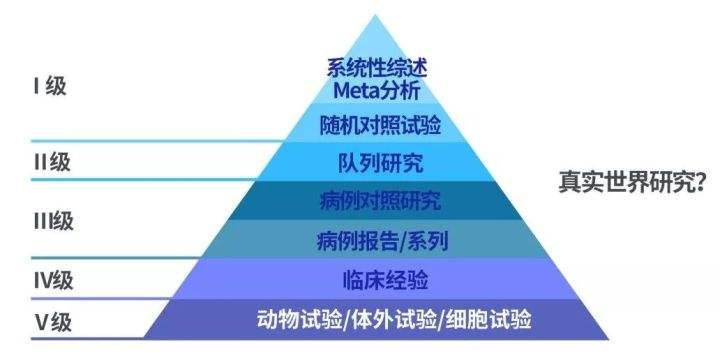 系统性综述
Meta分析
I 级
随机对照试验
II 级
队列研究
真实世界研究?
病例对照研究
III级
病例报告/系列
IV级
临床经验
V 级
动物试验/体外试验/细胞试验